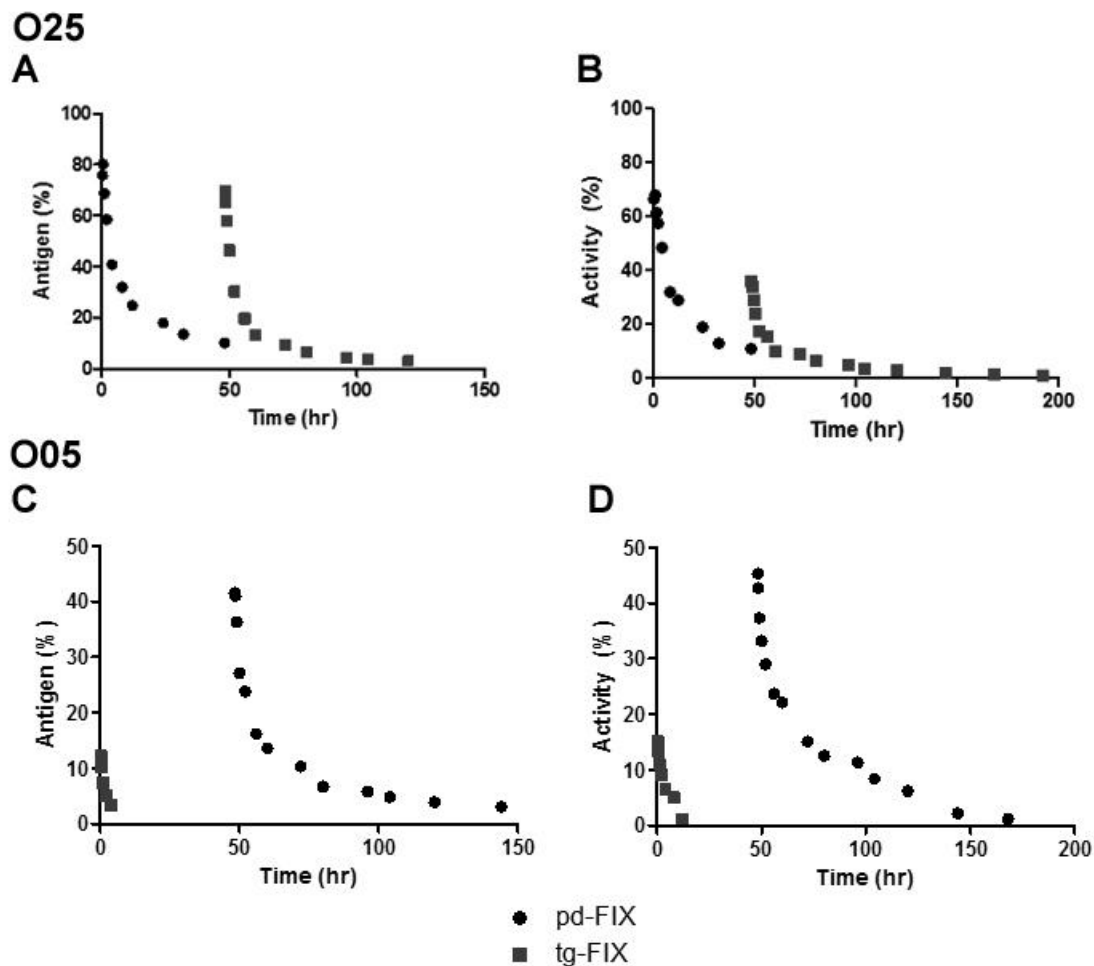 O25
A
B
100
80
60
40
20
0
Antigen (%)
0 50 100 150
Time (hr)
100
80
60
40
20
0
Activity (%)
0 50 100 150 200
Time (hr)
O05
C
D
50
40
30
20
10
0
Antigen (% )
0 50 100 150
Time (hr)
50
40
30
20
10
0
Activity (% )
0 50 100 150 200
Time (hr)
pd-FIX
tg-FIX